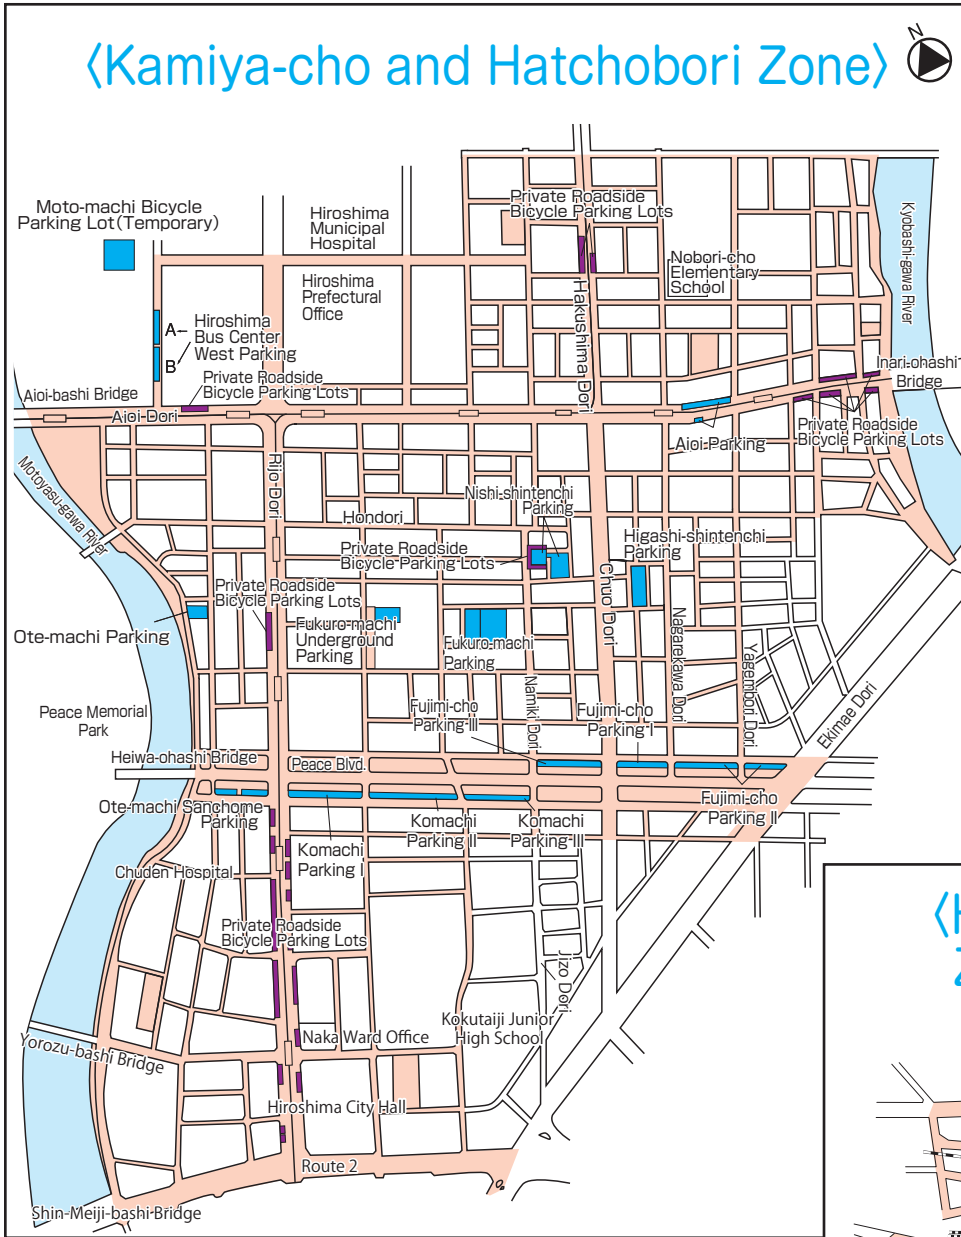 N
〈Kamiya-cho and Hatchobori Zone〉
Moto-machi Bicycle
Parking Lot(Temporary)
Hiroshima
Municipal
Hospital
Private Roadside
Bicycle Parking Lots
Kyobashi-gawa River
Nobori-cho
Elementary
School
Hiroshima
Prefectural
Office
Hakushima Dori
A
B
Hiroshima
Bus Center
West Parking
Private Roadside
Bicycle Parking Lots
Inari-ohashi
Bridge
Aioi-bashi Bridge
Aioi Dori
Aioi Parking
Private Roadside
Bicycle Parking Lots
Motoyasu-gawa River
Rijo Dori
Nishi-shintenchi
Parking
Hondori
Higashi-shintenchi
Parking
Private Roadside
Bicycle Parking Lots
Chuo Dori
Private Roadside
Bicycle Parking Lots
Ote-machi Parking
Fukuro-machi
Underground
Parking
Fukuro-machi
Parking
Nagarekawa Dori
Yagembori Dori
Namiki Dori
Ekimae Dori
Peace Memorial
Park
Fujimi-cho
Parking III
Fujimi-cho
Parking I
Heiwa-ohashi Bridge
Peace Blvd.
Ote-machi Sanchome
Parking
Fujimi-cho
Parking II
Komachi
Parking I
Komachi
Parking II
Komachi
Parking III
Chuden Hospital
Private Roadside
Bicycle Parking Lots
Jizo Dori
Kokutaiji Junior
High School
Naka Ward Office
Yorozu-bashi Bridge
Hiroshima City Hall
Route 2
Shin-Meiji-bashi Bridge